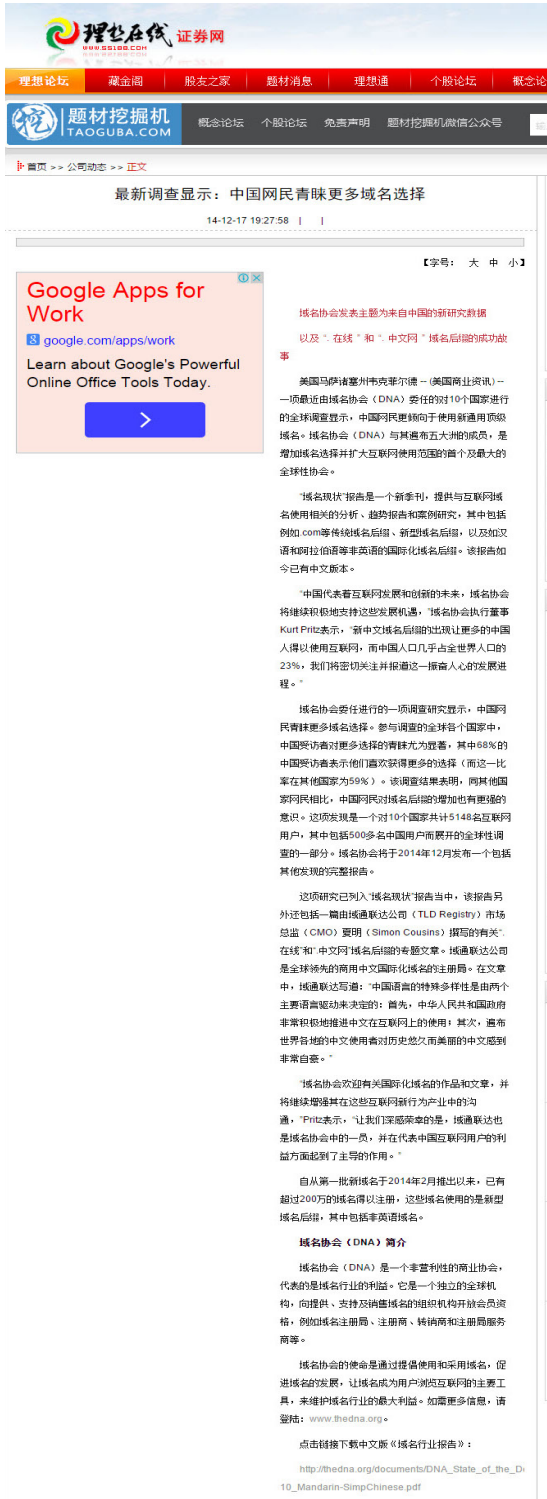 理想在线 证券网
WWW.55188.COM
理想论坛 藏金阁 股友之家 题材消息 理想通 个股论坛 概念论
挖 题材挖掘机 概念论坛 个股论坛 免责声明 题材挖掘机微信公众号
TAOGUBA.COM
首页 >> 公司动态 >> 正文
最新调查显示：中国网民青睐更多域名选择
14-12-17 19:27:58 | |
【字号： 大 中 小】
Google Apps for
Work
8 google.com/apps/work
Learn about Google's Powerful
Online Office Tools Today.
域名协会发表主题为来自中国的新研究数据
以及 “. 在线 ” 和 “. 中文网 ” 域名后缀的成功故
事
美国马萨诸塞州韦克菲尔德 -- (美国商业资讯) --
一项最近由域名协会（DNA）委任的对10个国家进行
的全球调查显示，中国网民更倾向于使用新通用顶级
域名。域名协会（DNA）与其遍布五大洲的成员，是
增加域名选择并扩大互联网使用范围的首个及最大的
全球性协会。
“域名现状”报告是一个新季刊，提供与互联网域
名使用相关的分析、趋势报告和案例研究，其中包括
例如.com等传统域名后缀、新型域名后缀，以及如汉
语和阿拉伯语等非英语的国际化域名后缀。该报告如
今已有中文版本。
“中国代表着互联网发展和创新的未来，域名协会
将继续积极地支持这些发展机遇，”域名协会执行董事
Kurt Pritz表示，“新中文域名后缀的出现让更多的中国
人得以使用互联网，而中国人口几乎占全世界人口的
23%，我们将密切关注并报道这一振奋人心的发展进
程。”
域名协会委任进行的一项调查研究显示，中国网
民青睐更多域名选择。参与调查的全球各个国家中，
中国受访者对更多选择的青睐尤为显著，其中68%的
中国受访者表示他们喜欢获得更多的选择（而这一比
率在其他国家为59%）。该调查结果表明，同其他国
家网民相比，中国网民对域名后缀的增加也有更强的
意识。这项发现是一个对10个国家共计5148名互联网
用户，其中包括500多名中国用户而展开的全球性调
查的一部分。域名协会将于2014年12月发布一个包括
其他发现的完整报告。
这项研究已列入“域名现状”报告当中，该报告另
外还包括一篇由域通联达公司（TLD Registry）市场
总监（CMO）夏明（Simon Cousins）撰写的有关“.
在线”和“.中文网”域名后缀的专题文章。域通联达公司
是全球领先的商用中文国际化域名的注册局。在文章
中，域通联达写道：“中国语言的特殊多样性是由两个
主要语言驱动来决定的：首先，中华人民共和国政府
非常积极地推进中文在互联网上的使用；其次，遍布
世界各地的中文使用者对历史悠久而美丽的中文感到
非常自豪。”
“域名协会欢迎有关国际化域名的作品和文章，并
将继续增强其在这些互联网新行为产业中的沟
通，”Pritz表示，“让我们深感荣幸的是，域通联达也
是域名协会中的一员，并在代表中国互联网用户的利
益方面起到了主导的作用。”
自从第一批新域名于2014年2月推出以来，已有
超过200万的域名得以注册，这些域名使用的是新型
域名后缀，其中包括非英语域名。
域名协会（DNA）简介
域名协会（DNA）是一个非营利性的商业协会，
代表的是域名行业的利益。它是一个独立的全球机
构，向提供、支持及销售域名的组织机构开放会员资
格，例如域名注册局、注册商、转销商和注册局服务
商等。
域名协会的使命是通过提倡使用和采用域名，促
进域名的发展，让域名成为用户浏览互联网的主要工
具，来维护域名行业的最大利益。如需更多信息，请
登陆：www.thedna.org。
点击链接下载中文版《域名行业报告》：
http://thedna.org/documents/DNA_State_of_the_D
10_Mandarin-SimpChinese.pdf